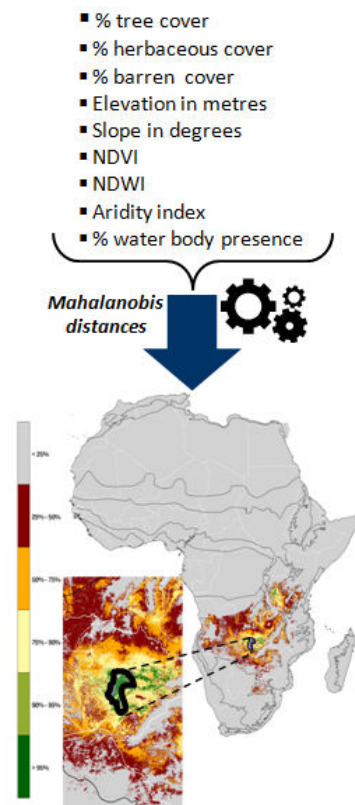 ▪ % tree cover
▪ % herbaceous cover
▪ % barren cover
▪ Elevation in metres
▪ Slope in degrees
▪ NDVI
▪ NDWI
▪ Aridity index
▪ % water body presence
Mahalanobis
distances
< 25%
25%–50%
50%–75%
75%–90%
90%–95%
> 95%